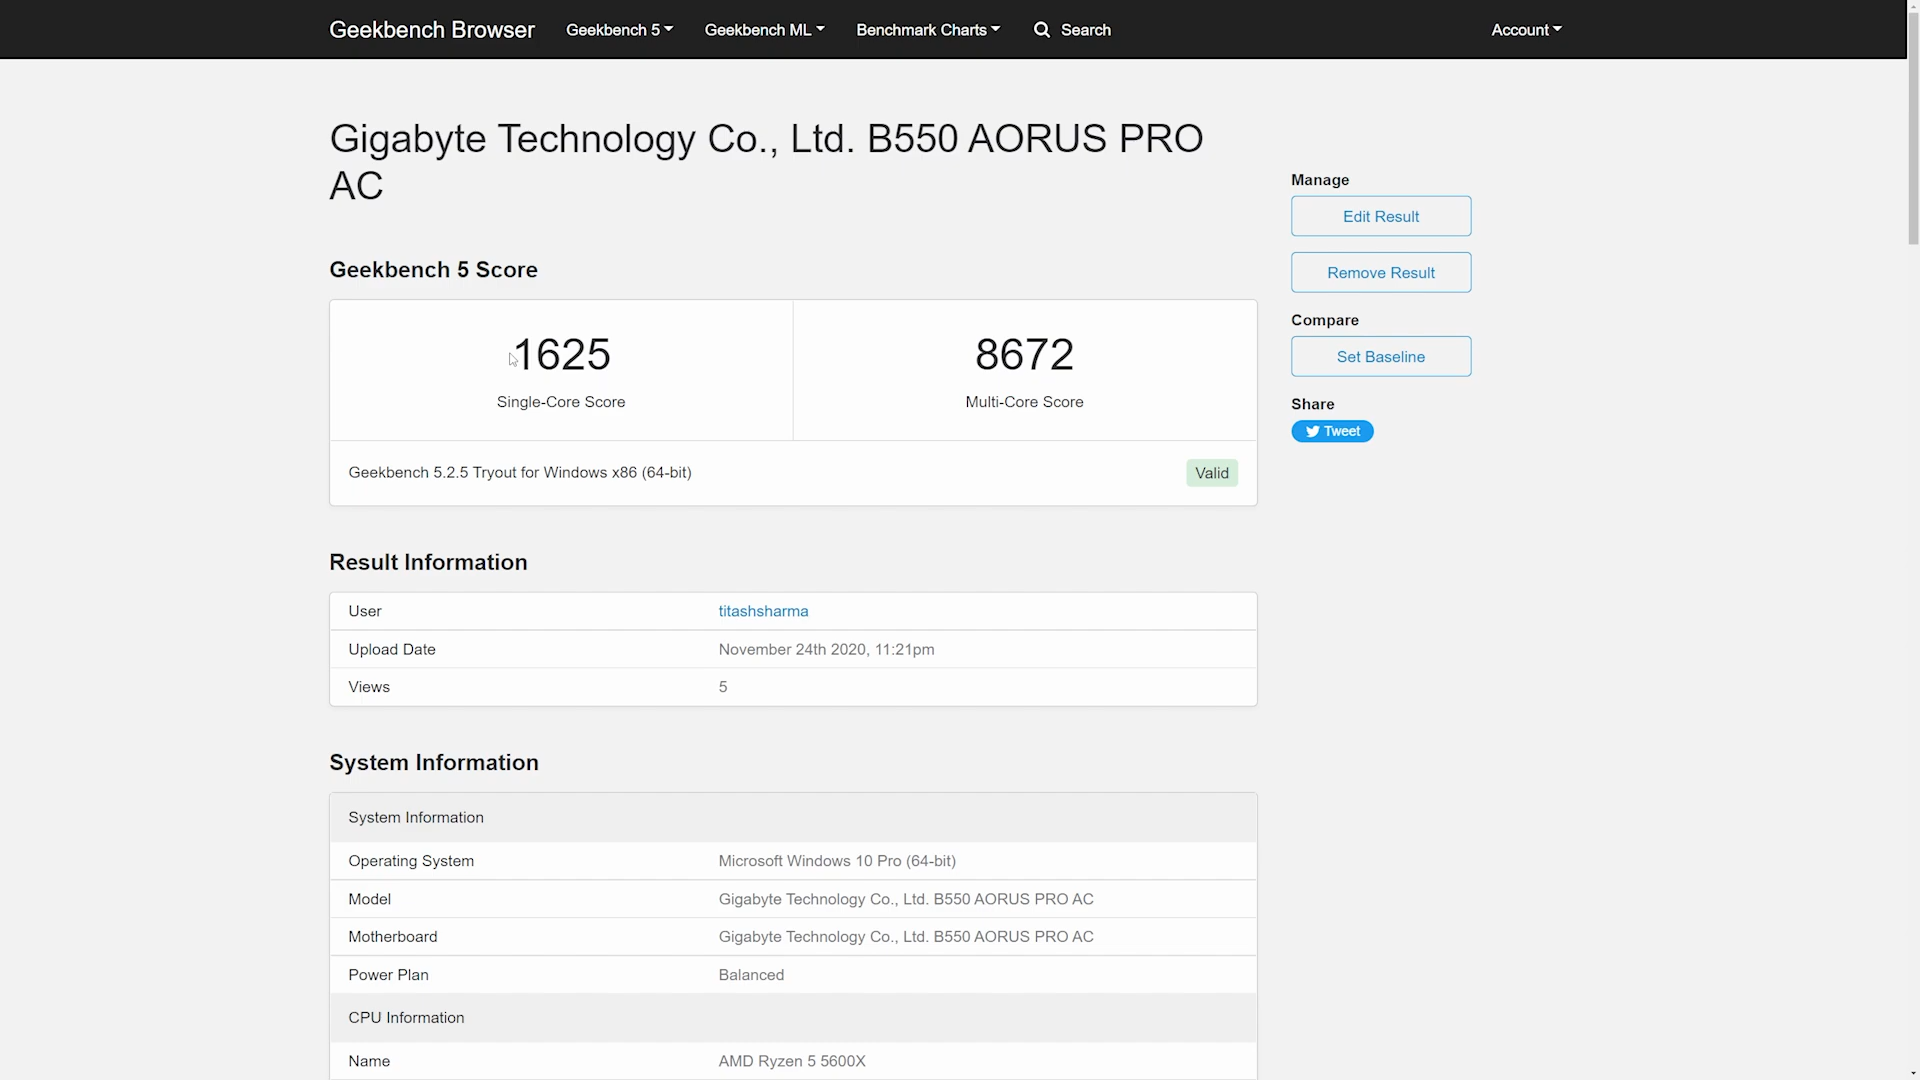 Geekbench Browser Geekbench 5 Geekbench ML Benchmark Charts Search Account
Gigabyte Technology Co., Ltd. B550 AORUS PRO
AC
Manage
Edit Result
Remove Result
Compare
Set Baseline
Share
Tweet
Geekbench 5 Score
1625 8672
Single-Core Score Multi-Core Score
Geekbench 5.2.5 Tryout for Windows x86 (64-bit) Valid
Result Information
User titashsharma
Upload Date November 24th 2020, 11:21pm
Views 5
System Information
System Information
Operating System Microsoft Windows 10 Pro (64-bit)
Model Gigabyte Technology Co., Ltd. B550 AORUS PRO AC
Motherboard Gigabyte Technology Co., Ltd. B550 AORUS PRO AC
Power Plan Balanced
CPU Information
Name AMD Ryzen 5 5600X